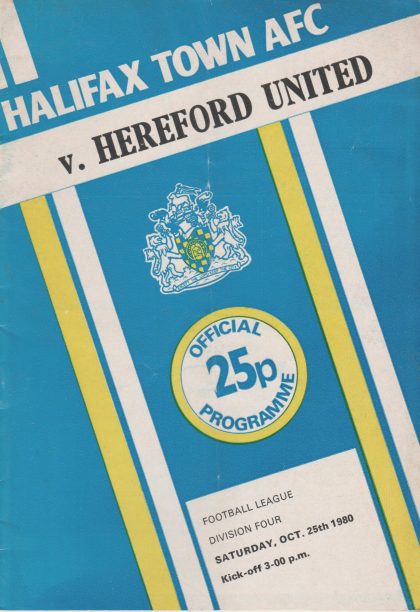 HALIFAX TOWN AFC
v. HEREFORD UNITED
OFFICIAL
25p
PROGRAMME
FOOTBALL LEAGUE
DIVISION FOUR
SATURDAY, OCT. 25th 1980
Kick-off 3-00 p.m.